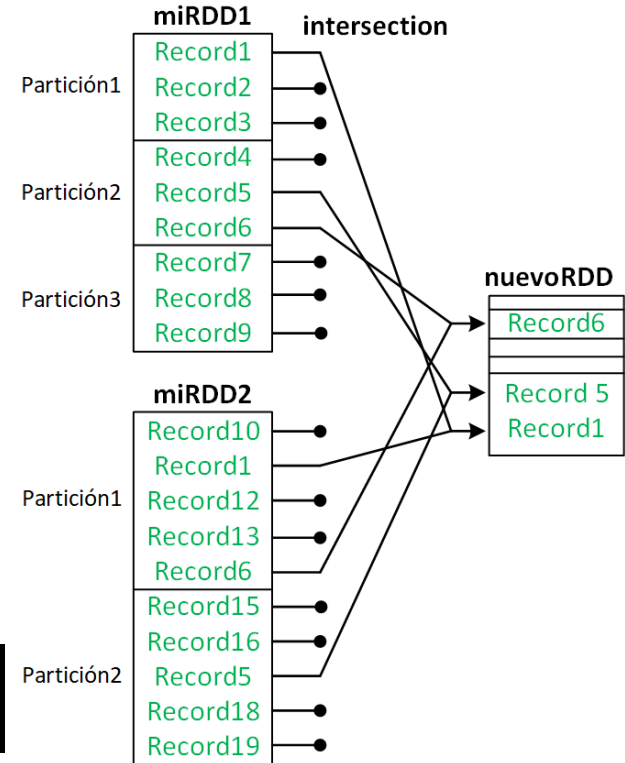 miRDD1
intersection
Partición1
Record1
Record2
Record3
Partición2
Record4
Record5
Record6
Partición3
Record7
Record8
Record9
nuevoRDD
Record6
Record 5
Record1
miRDD2
Partición1
Record10
Record1
Record12
Record13
Record6
Partición2
Record15
Record16
Record5
Record18
Record19